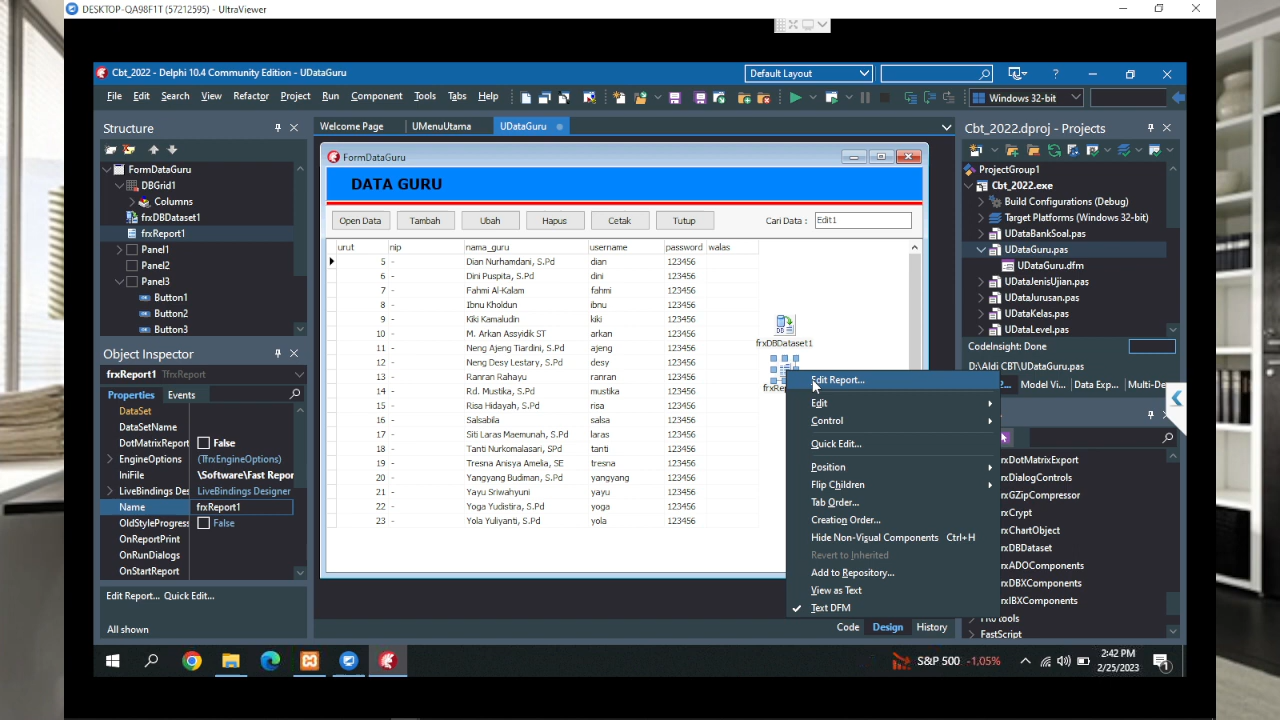 DESKTOP-QA98F1T (57212595) - UltraViewer
Cbt_2022 - Delphi 10.4 Community Edition - UDataGuru
Default Layout
File Edit Search View Refactor Project Run Component Tools Tabs Help
Windows 32-bit
Structure
FormDataGuru
DBGrid1
Columns
frxDBDataset1
frxReport1
Panel1
Panel2
Panel3
Button1
Button2
Button3
Object Inspector
frxReport1 TfrxReport
Properties Events
DataSet
DataSetName
DotMatrixReport False
EngineOptions (TfrxEngineOptions)
IniFile \Software\Fast Repor
LiveBindings Des LiveBindings Designer
Name frxReport1
OldStyleProgress False
OnReportPrint
OnRunDialogs
OnStartReport
Edit Report... Quick Edit...
All shown
Welcome Page UMenuUtama UDataGuru
FormDataGuru
DATA GURU
Open Data Tambah Ubah Hapus Cetak Tutup Cari Data : Edit1
urut nip nama_guru username password walas
5 - Dian Nurhamdani, S.Pd dian 123456
6 - Dini Puspita, S.Pd dini 123456
7 - Fahmi Al-Kalam fahmi 123456
8 - Ibnu Kholdun ibnu 123456
9 - Kiki Kamaludin kiki 123456
10 - M. Arkan Assyidik ST arkan 123456
11 - Neng Ajeng Tiardini, S.Pd ajeng 123456
12 - Neng Desy Lestary, S.Pd desy 123456
13 - Ranran Rahayu ranran 123456
14 - Rd. Mustika, S.Pd mustika 123456
15 - Risa Hidayah, S.Pd risa 123456
16 - Salsabila salsa 123456
17 - Siti Laras Maemunah, S.Pd laras 123456
18 - Tanti Nurkomalasari, SPd tanti 123456
19 - Tresna Anisya Amelia, SE tresna 123456
20 - Yangyang Budiman, S.Pd yangyang 123456
21 - Yayu Sriwahyuni yayu 123456
22 - Yoga Yudistira, S.Pd yoga 123456
23 - Yola Yuliyanti, S.Pd yola 123456
frxDBDataset1
frxRe
Edit Report...
Edit
Control
Quick Edit...
Position
Flip Children
Tab Order...
Creation Order...
Hide Non-Visual Components Ctrl+H
Revert to Inherited
Add to Repository...
View as Text
Text DFM
Code Design History
Cbt_2022.dproj - Projects
ProjectGroup1
Cbt_2022.exe
Build Configurations (Debug)
Target Platforms (Windows 32-bit)
UDataBankSoal.pas
UDataGuru.pas
UDataGuru.dfm
UDataJenisUjian.pas
UDataJurusan.pas
UDataKelas.pas
UDataLevel.pas
CodeInsight: Done
D:\Aldi CBT\UDataGuru.pas
2... Model Vi... Data Exp... Multi-De
rxDotMatrixExport
rxDialogControls
rxGZipCompressor
rxCrypt
rxChartObject
rxDBDataset
rxADOComponents
rxDBXComponents
rxIBXComponents
FR6 tools
FastScript
S&P 500 -1,05%
2:42 PM
2/25/2023
1